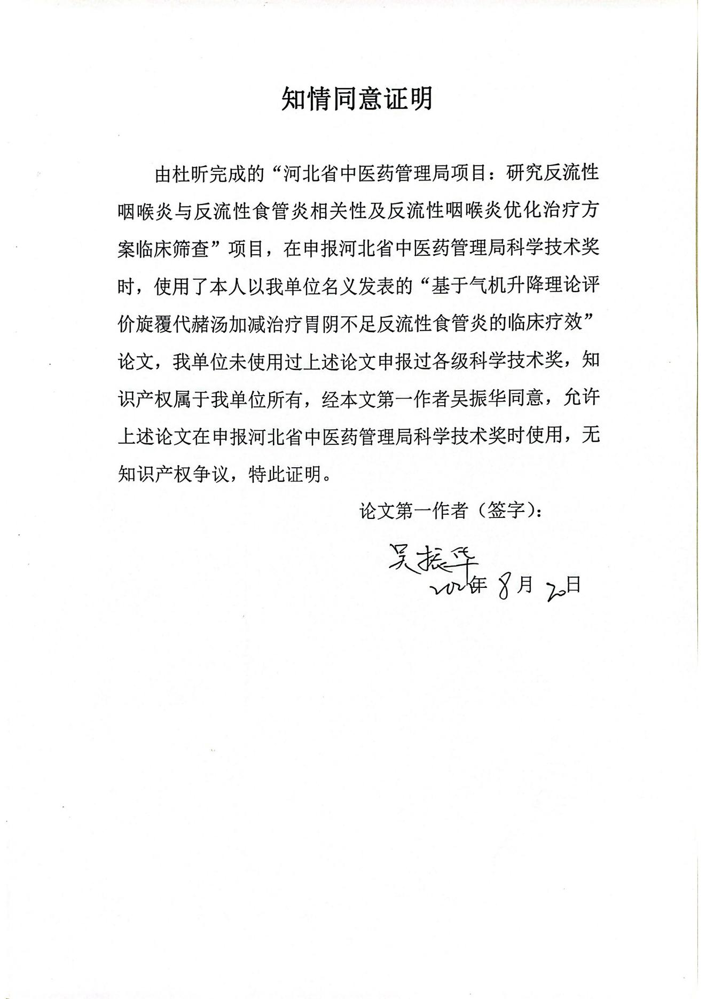 知情同意证明
由杜昕完成的“河北省中医药管理局项目：研究反流性
咽喉炎与反流性食管炎相关性及反流性咽喉炎优化治疗方
案临床筛查”项目，在申报河北省中医药管理局科学技术奖
时，使用了本人以我单位名义发表的“基于气机升降理论评
价旋覆代赭汤加减治疗胃阴不足反流性食管炎的临床疗效”
论文，我单位未使用过上述论文申报过各级科学技术奖，知
识产权属于我单位所有，经本文第一作者吴振华同意，允许
上述论文在申报河北省中医药管理局科学技术奖时使用，无
知识产权争议，特此证明。
论文第一作者（签字）：
吴振华
年 8月 20日